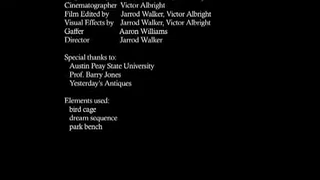 Cinematographer Victor Albright
Film Edited by Jarrod Walker, Victor Albright
Visual Effects by Jarrod Walker, Victor Albright
Gaffer Aaron Williams
Director Jarrod Walker
Special thanks to:
Austin Peay State University
Prof. Barry Jones
Yesterday's Antiques
Elements used:
bird cage
dream sequence
park bench